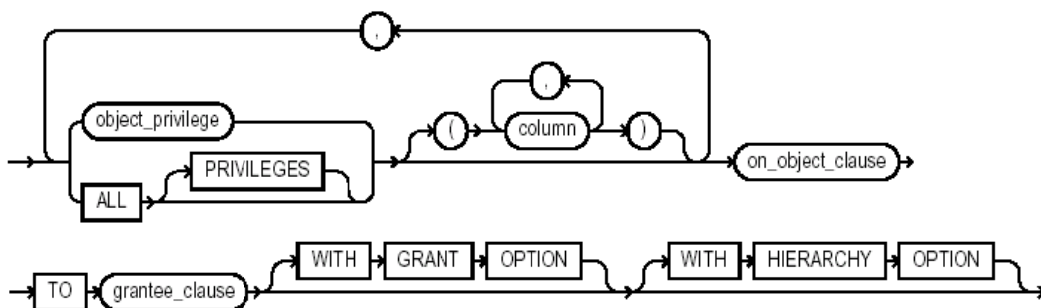 ,
,
object_privilege
( column )
PRIVILEGES
on_object_clause
ALL
WITH GRANT OPTION WITH HIERARCHY OPTION
TO grantee_clause